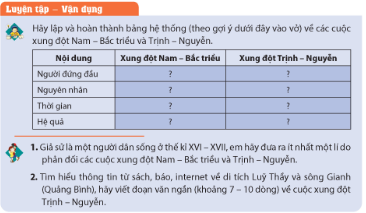 Luyện tập – Vận dụng
Hãy lập và hoàn thành bảng hệ thống (theo gợi ý dưới đây vào vở) về các cuộc
xung đột Nam – Bắc triều và Trịnh – Nguyễn.
Nội dung Xung đột Nam – Bắc triều Xung đột Trịnh – Nguyễn
Người đứng đầu ? ?
Nguyên nhân ? ?
Thời gian ? ?
Hệ quả ? ?
1. Giả sử là một người dân sống ở thế kỉ XVI – XVII, em hãy đưa ra ít nhất một lí do
phản đối các cuộc xung đột Nam – Bắc triều và Trịnh – Nguyễn.
2. Tìm hiểu thông tin từ sách, báo, internet về di tích Luỹ Thầy và sông Gianh
(Quảng Bình), hãy viết đoạn văn ngắn (khoảng 7 – 10 dòng) về cuộc xung đột
Trịnh – Nguyễn.